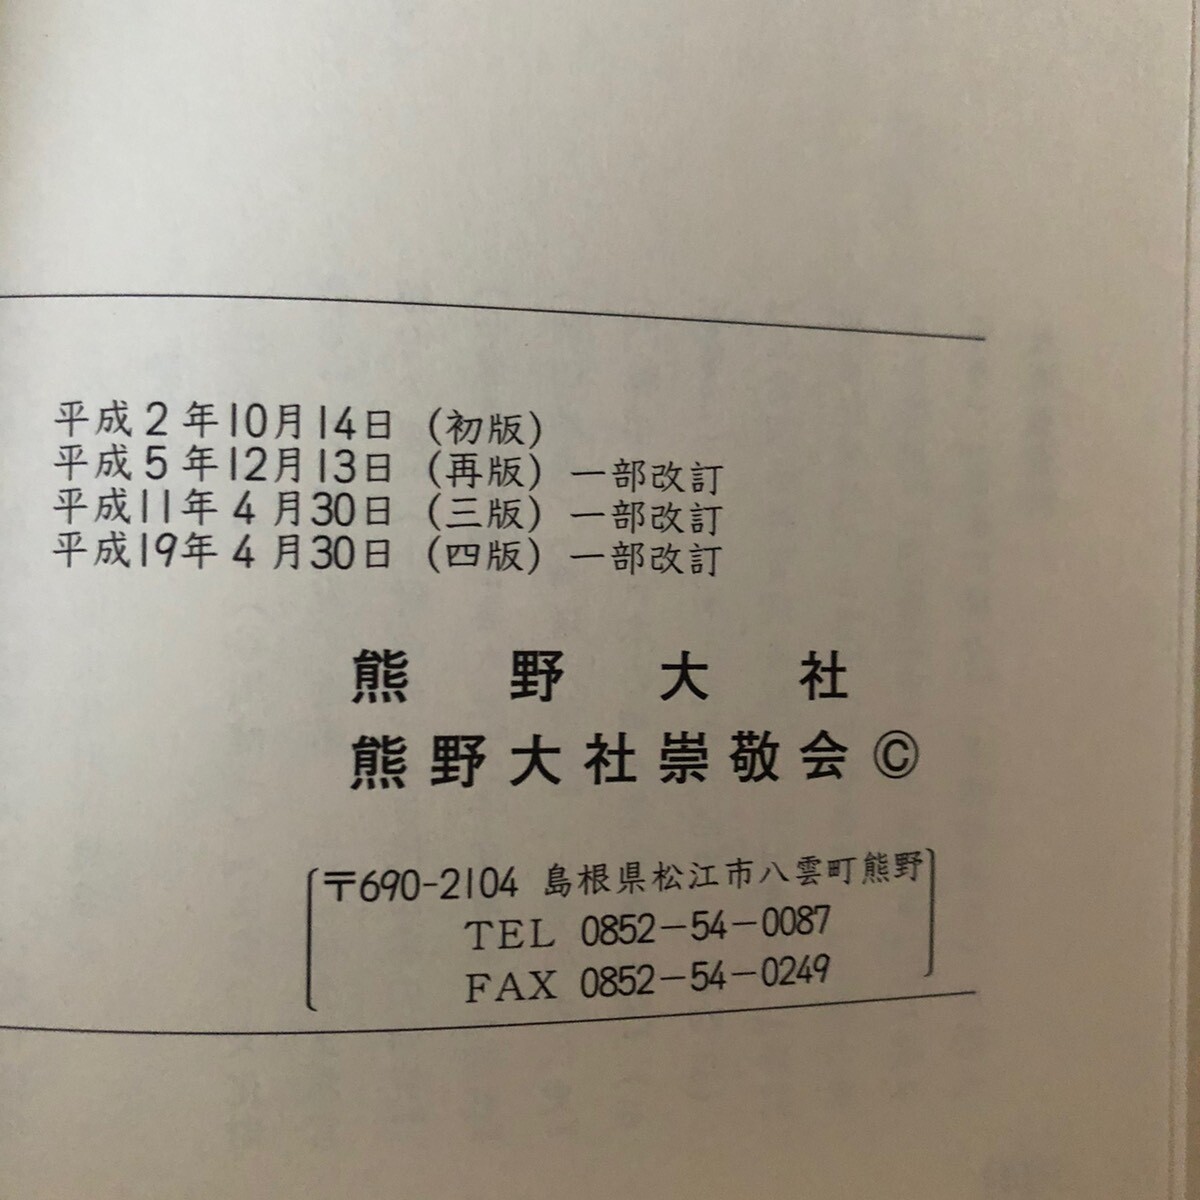 平成2年10月14日（初版）
平成5年12月13日（再版）一部改訂
平成11年4月30日（三版）一部改訂
平成19年4月30日（四版）一部改訂
熊野大社
熊野大社崇敬会©
〒690-2104 島根県松江市八雲町熊野
TEL 0852-54-0087
FAX 0852-54-0249